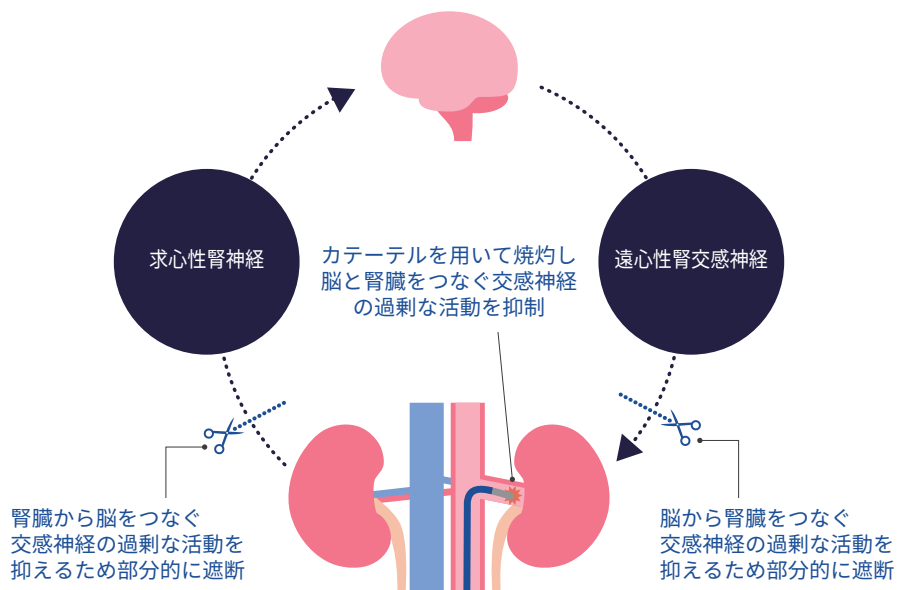 求心性腎神経
カテーテルを用いて焼灼し
脳と腎臓をつなぐ交感神経
の過剰な活動を抑制
遠心性腎交感神経
腎臓から脳をつなぐ
交感神経の過剰な活動を
抑えるため部分的に遮断
脳から腎臓をつなぐ
交感神経の過剰な活動を
抑えるため部分的に遮断